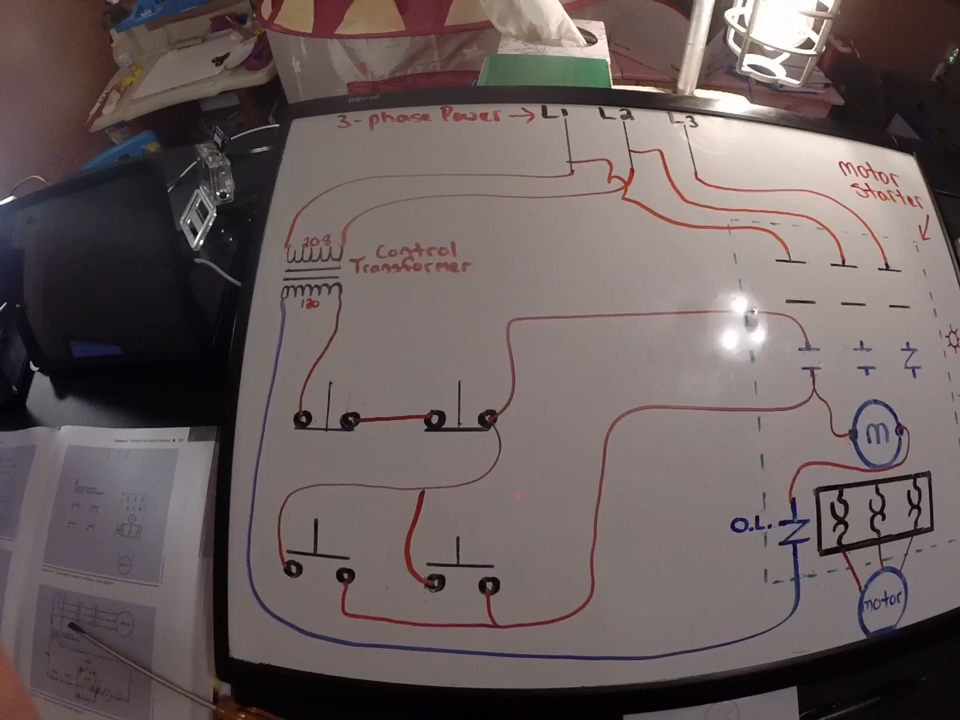 3-phase Power → L1 L2 L3
motor
Starter
208
Control
Transformer
120
m
O.L.
motor